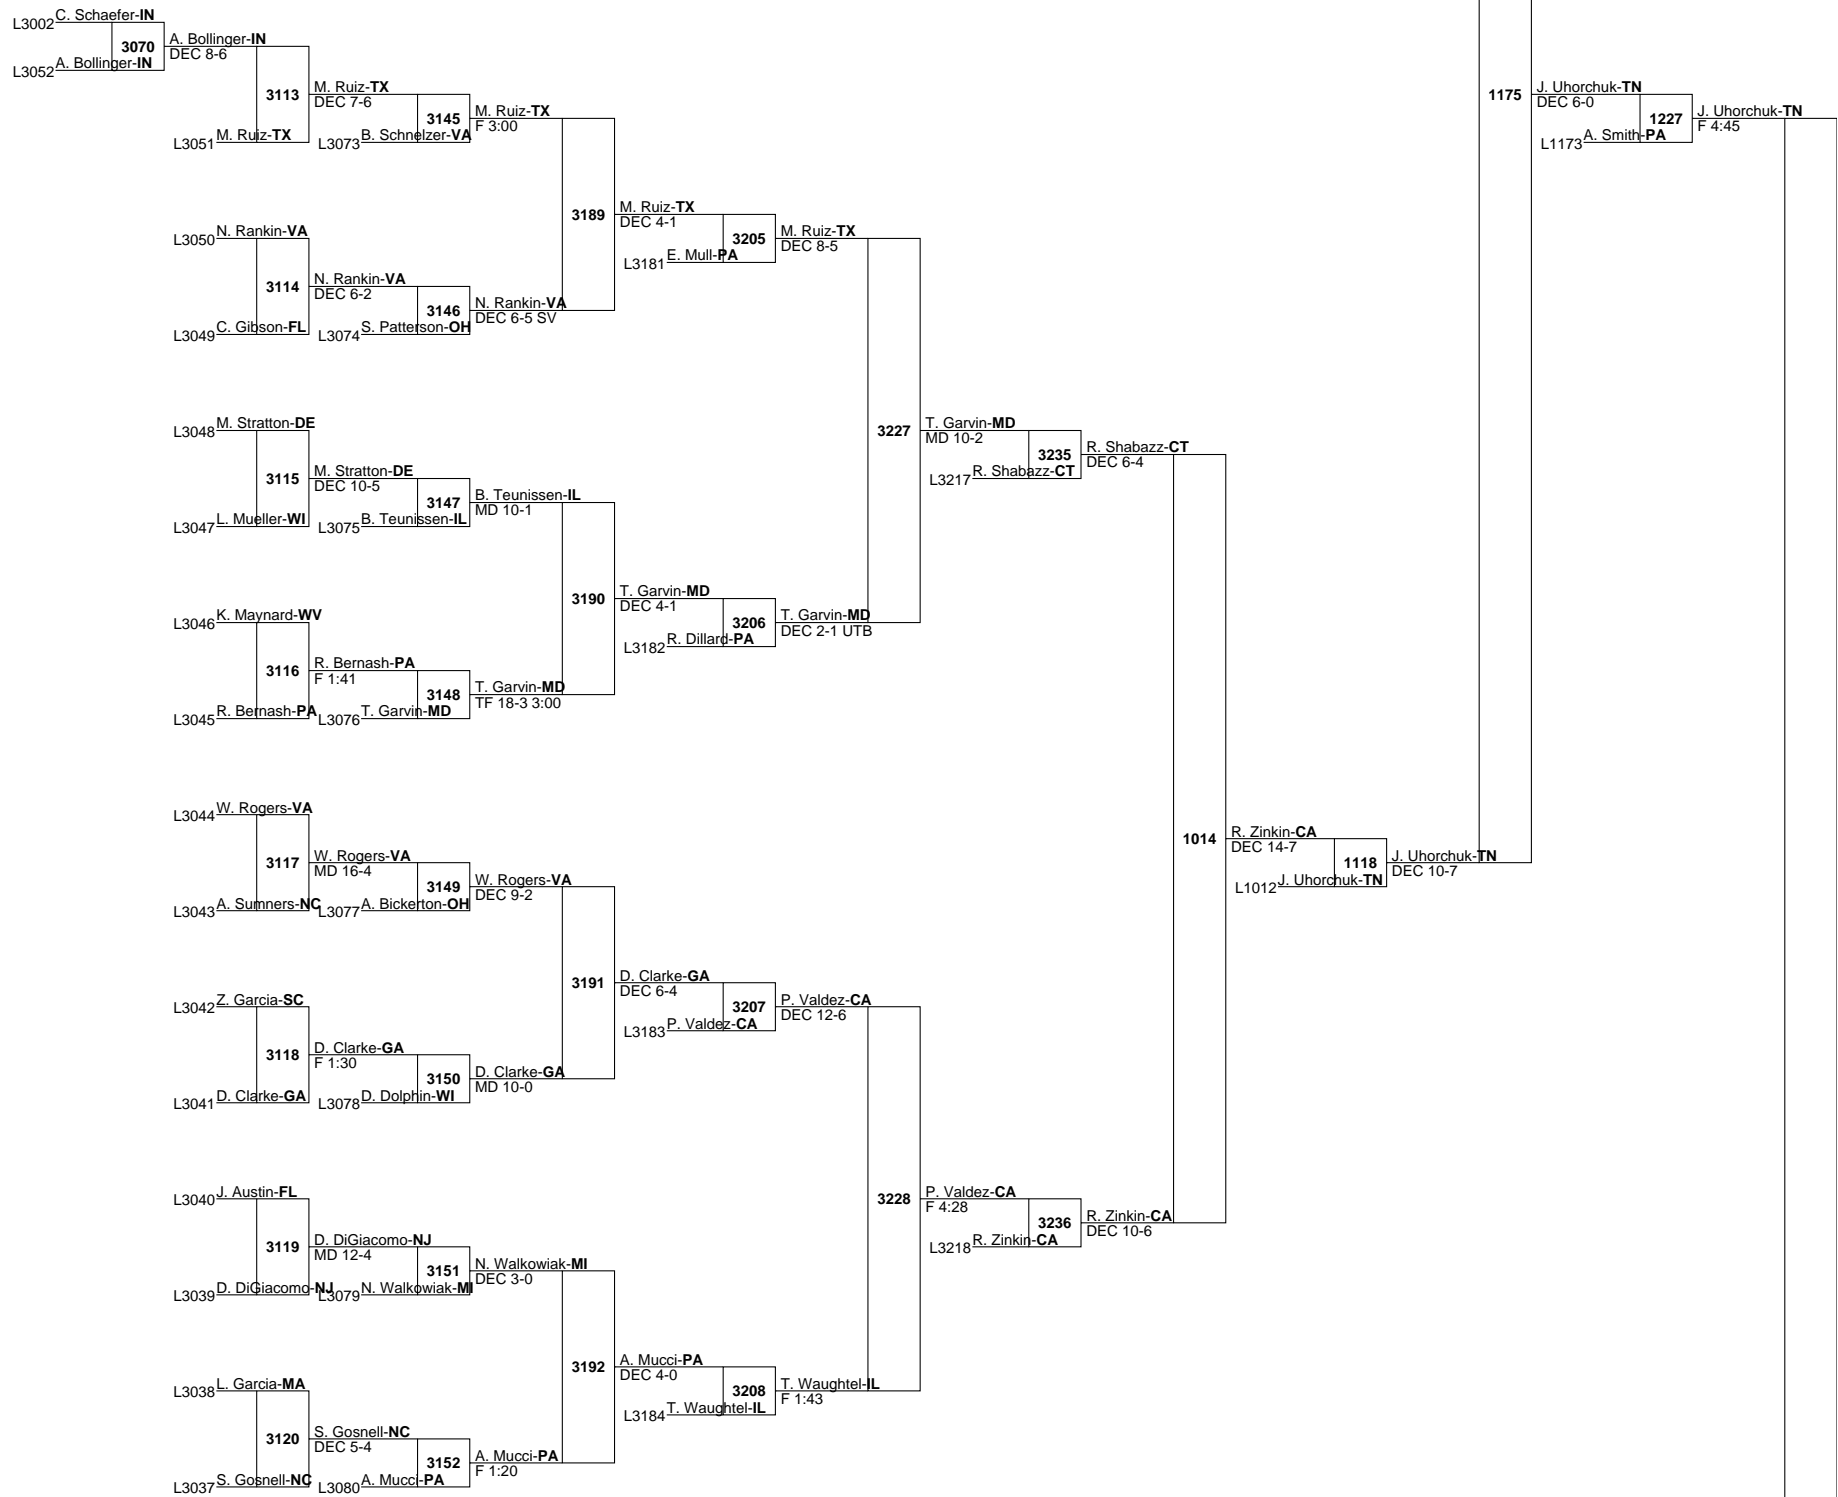 L3002 C. Schaefer-IN
3070
A. Bollinger-IN
DEC 8-6
L3052 A. Bollinger-IN
3113
M. Ruiz-TX
DEC 7-6
L3051 M. Ruiz-TX
3145
L3073 B. Schnelzer-VA
M. Ruiz-TX
F 3:00
3189
L3050 N. Rankin-VA
3114
N. Rankin-VA
DEC 6-2
L3049 C. Gibson-FL
3146
L3074 S. Patterson-OH
N. Rankin-VA
DEC 6-5 SV
M. Ruiz-TX
DEC 4-1
3205
L3181 E. Mull-PA
M. Ruiz-TX
DEC 8-5
3227
L3048 M. Stratton-DE
3115
M. Stratton-DE
DEC 10-5
L3047 L. Mueller-WI
3147
L3075 B. Teunissen-IL
B. Teunissen-IL
MD 10-1
3190
L3046 K. Maynard-WV
3116
R. Bernash-PA
F 1:41
L3045 R. Bernash-PA
3148
L3076 T. Garvin-MD
T. Garvin-MD
TF 18-3 3:00
T. Garvin-MD
DEC 4-1
3206
L3182 R. Dillard-PA
T. Garvin-MD
DEC 2-1 UTB
T. Garvin-MD
MD 10-2
3235
L3217 R. Shabazz-CT
R. Shabazz-CT
DEC 6-4
1014
L3044 W. Rogers-VA
3117
W. Rogers-VA
MD 16-4
L3043 A. Sumners-NC
3149
L3077 A. Bickerton-OH
W. Rogers-VA
DEC 9-2
3191
L3042 Z. Garcia-SC
3118
D. Clarke-GA
F 1:30
L3041 D. Clarke-GA
3150
L3078 D. Dolphin-WI
D. Clarke-GA
MD 10-0
D. Clarke-GA
DEC 6-4
3207
L3183 P. Valdez-CA
P. Valdez-CA
DEC 12-6
3228
L3040 J. Austin-FL
3119
D. DiGiacomo-NJ
MD 12-4
L3039 D. DiGiacomo-NJ
3151
L3079 N. Walkowiak-MI
N. Walkowiak-MI
DEC 3-0
3192
L3038 L. Garcia-MA
3120
S. Gosnell-NC
DEC 5-4
L3037 S. Gosnell-NC
3152
L3080 A. Mucci-PA
A. Mucci-PA
F 1:20
A. Mucci-PA
DEC 4-0
3208
L3184 T. Waughtel-IL
T. Waughtel-IL
F 1:43
P. Valdez-CA
F 4:28
3236
L3218 R. Zinkin-CA
R. Zinkin-CA
DEC 10-6
R. Zinkin-CA
DEC 14-7
1118
L1012 J. Uhorchuk-TN
J. Uhorchuk-TN
DEC 10-7
1175
J. Uhorchuk-TN
DEC 6-0
1227
L1173 A. Smith-PA
J. Uhorchuk-TN
F 4:45